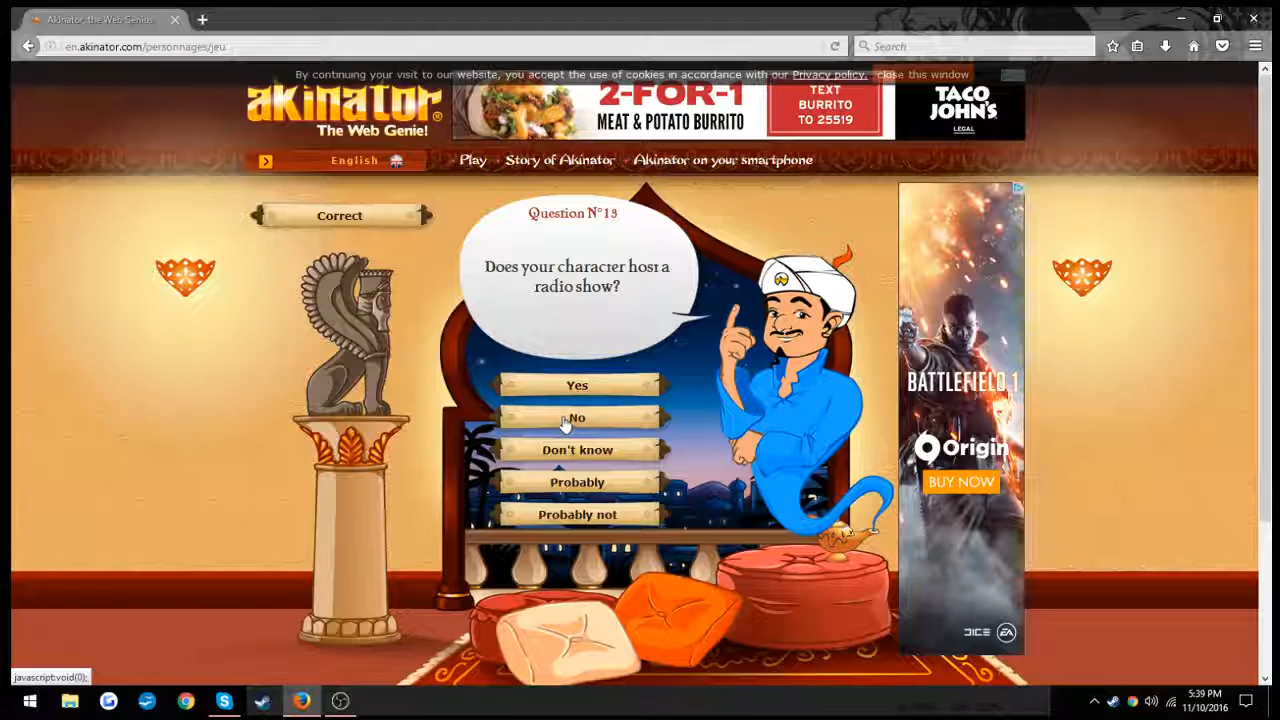 Akinator, the Web Genius
en.akinator.com/personnages/jeu
Search
By continuing your visit to our website, you accept the use of cookies in accordance with our Privacy policy. close this window
akinator®
The Web Genie!
2-FOR-1
MEAT & POTATO BURRITO
TEXT
BURRITO
TO 25519
TACO
JOHN'S
LEGAL
English
Play
Story of Akinator
Akinator on your smartphone
Correct
Question N°13
Does your character host a
radio show?
Yes
No
Don't know
Probably
Probably not
BATTLEFIELD 1
Origin
BUY NOW
DICE EA
javascript:void(0);
5:39 PM
11/10/2016